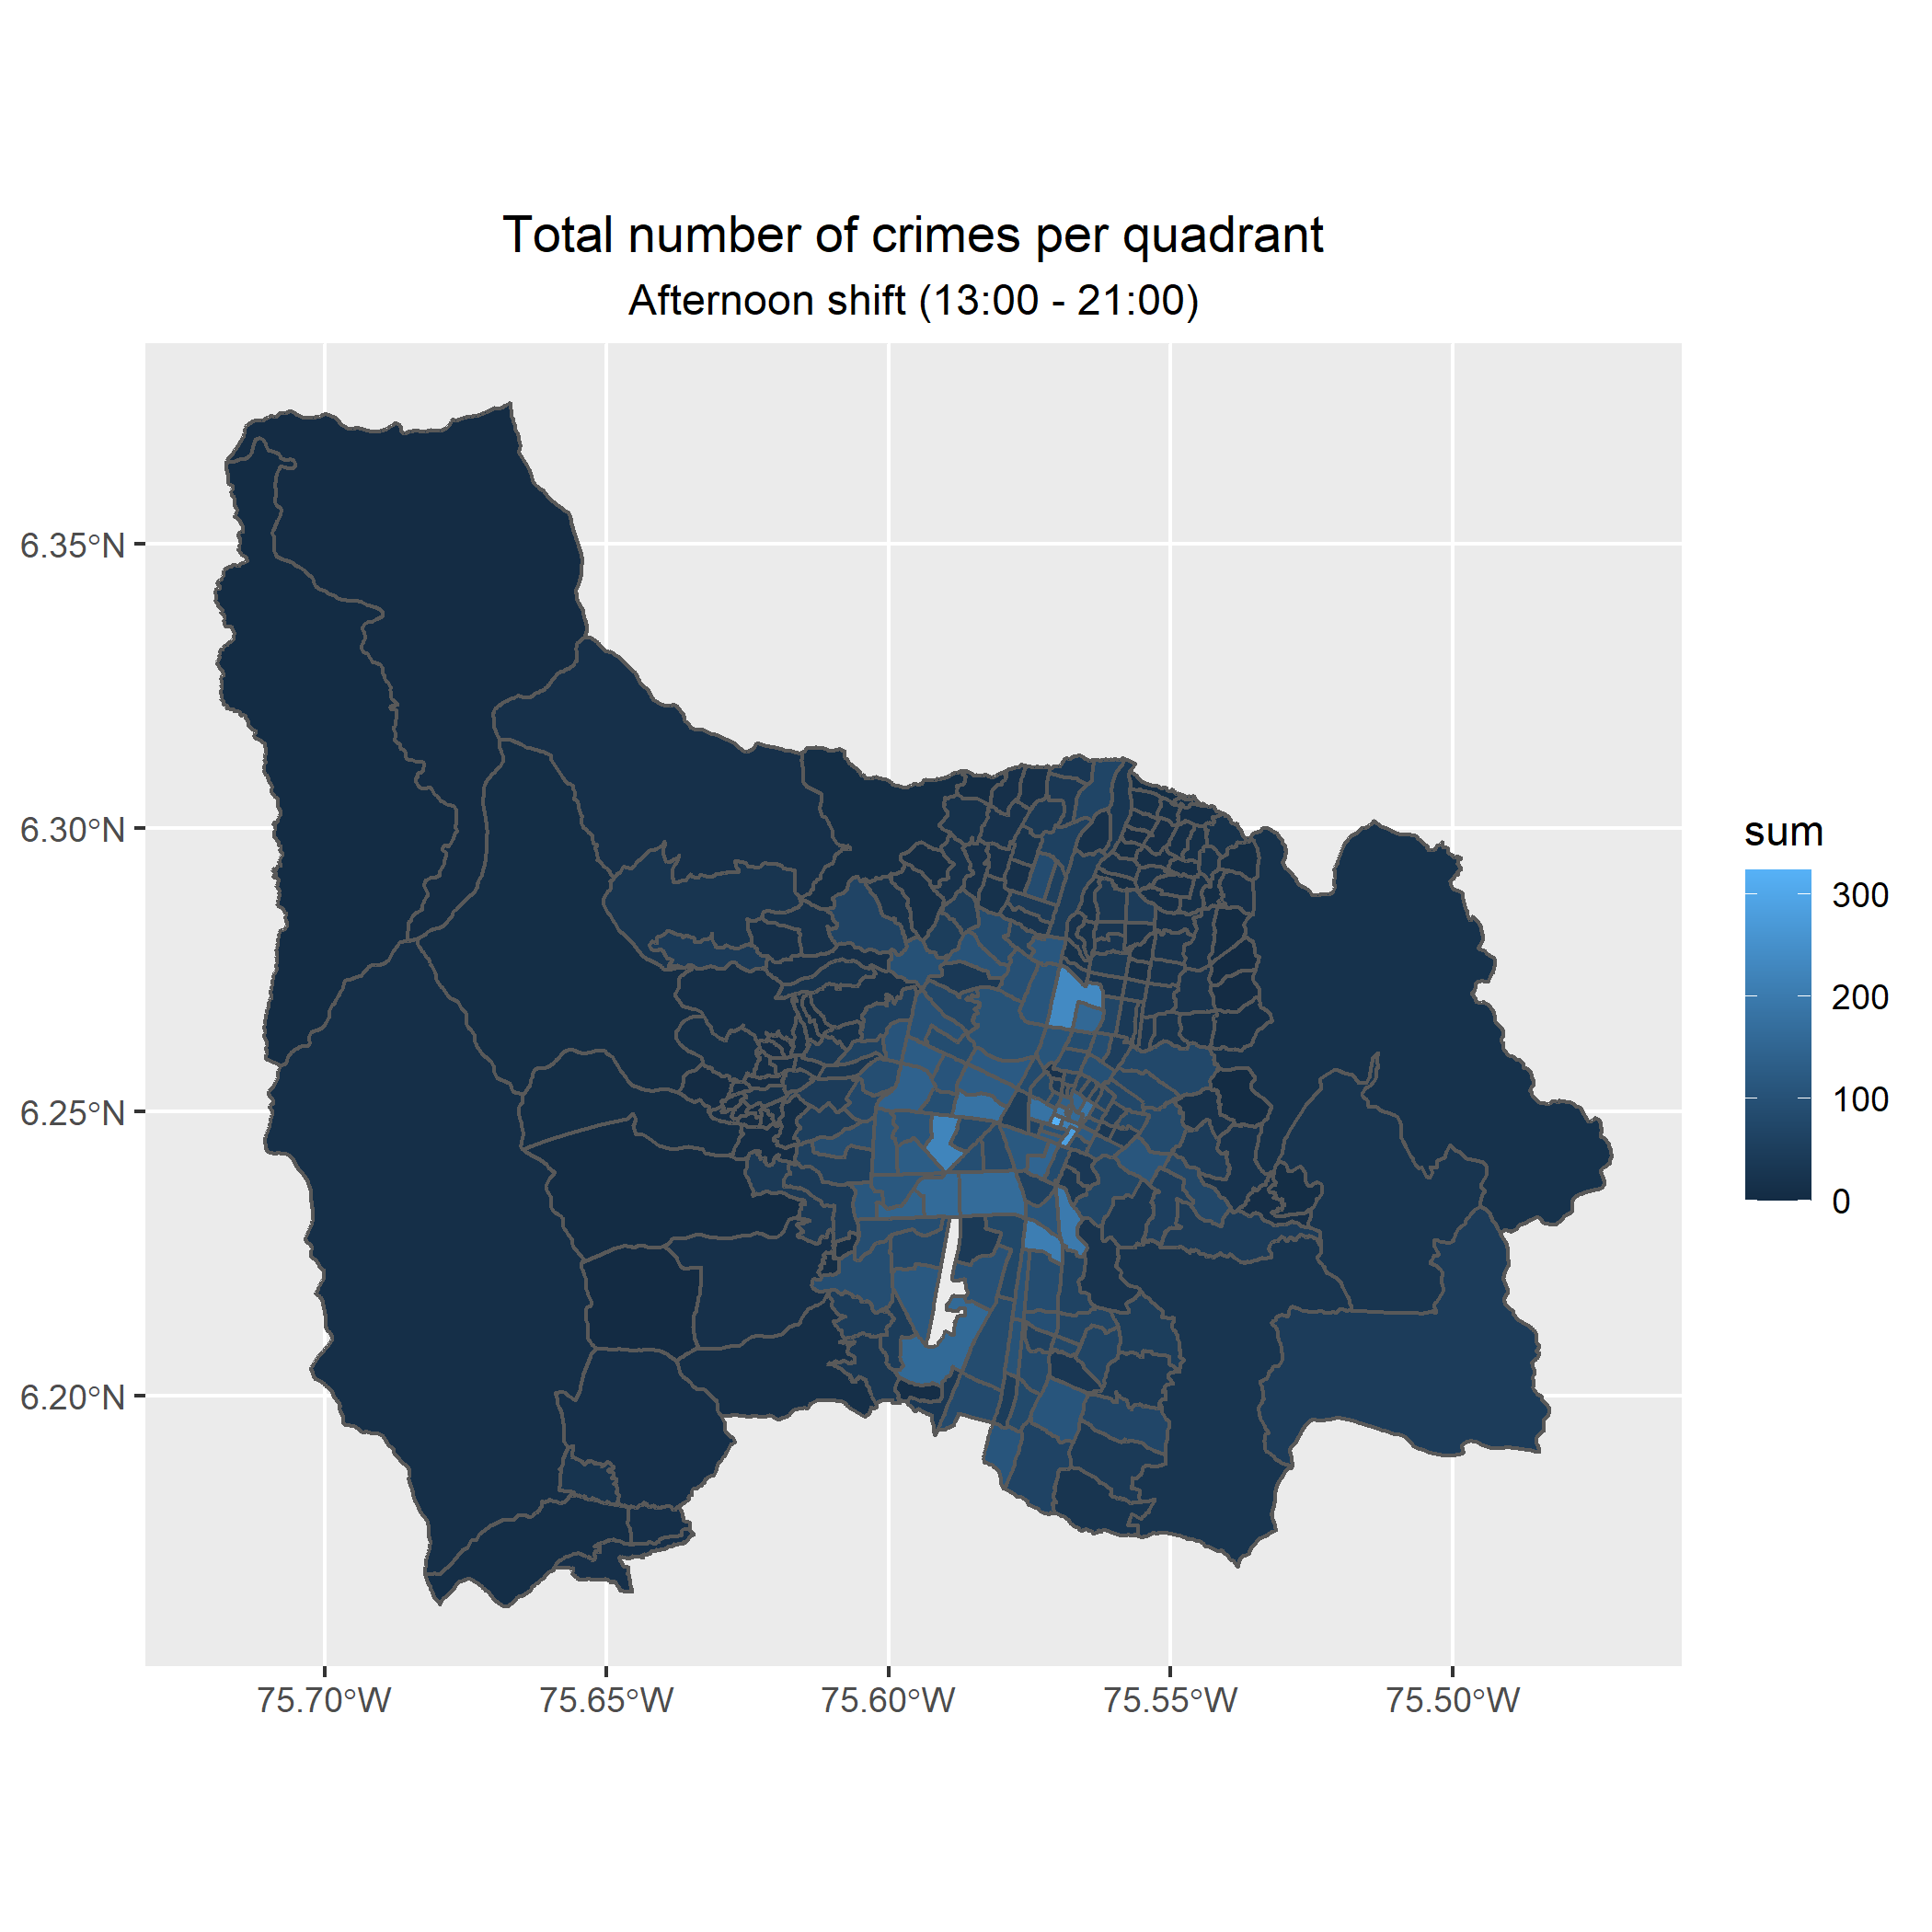 Total number of crimes per quadrant
Afternoon shift (13:00 - 21:00)
6.35°N
6.30°N
6.25°N
6.20°N
75.70°W
75.65°W
75.60°W
75.55°W
75.50°W
sum
300
200
100
0